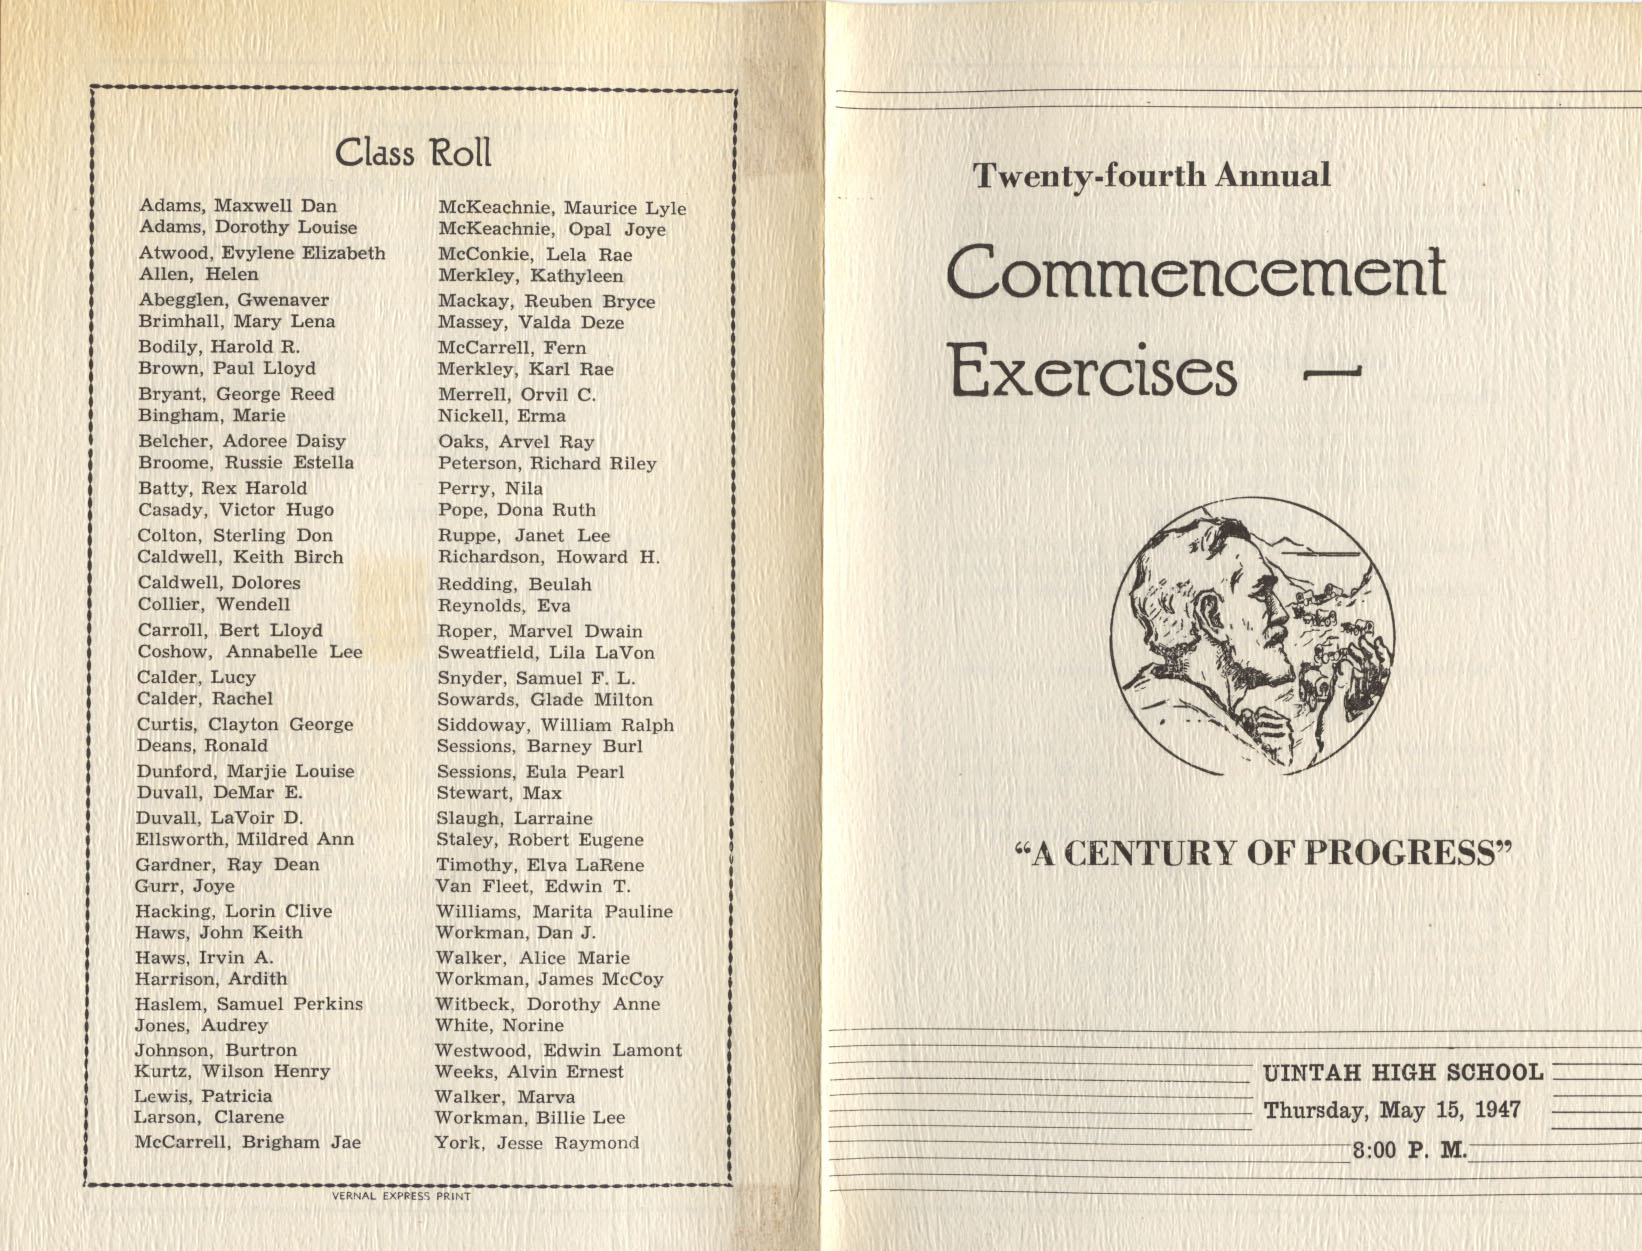 Class Roll
Adams, Maxwell Dan
Adams, Dorothy Louise
Atwood, Evylene Elizabeth
Allen, Helen
Abegglen, Gwenaver
Brimhall, Mary Lena
Bodily, Harold R.
Brown, Paul Lloyd
Bryant, George Reed
Bingham, Marie
Belcher, Adoree Daisy
Broome, Russie Estella
Batty, Rex Harold
Casady, Victor Hugo
Colton, Sterling Don
Caldwell, Keith Birch
Caldwell, Dolores
Collier, Wendell
Carroll, Bert Lloyd
Coshow, Annabelle Lee
Calder, Lucy
Calder, Rachel
Curtis, Clayton George
Deans, Ronald
Dunford, Marjie Louise
Duvall, DeMar E.
Duvall, LaVoir D.
Ellsworth, Mildred Ann
Gardner, Ray Dean
Gurr, Joye
Hacking, Lorin Clive
Haws, John Keith
Haws, Irvin A.
Harrison, Ardith
Haslem, Samuel Perkins
Jones, Audrey
Johnson, Burtron
Kurtz, Wilson Henry
Lewis, Patricia
Larson, Clarene
McCarrell, Brigham Jae
McKeachnie, Maurice Lyle
McKeachnie, Opal Joye
McConkie, Lela Rae
Merkley, Kathyleen
Mackay, Reuben Bryce
Massey, Valda Deze
McCarrell, Fern
Merkley, Karl Rae
Merrell, Orvil C.
Nickell, Erma
Oaks, Arvel Ray
Peterson, Richard Riley
Perry, Nila
Pope, Dona Ruth
Ruppe, Janet Lee
Richardson, Howard H.
Redding, Beulah
Reynolds, Eva
Roper, Marvel Dwain
Sweatfield, Lila LaVon
Snyder, Samuel F. L.
Sowards, Glade Milton
Siddoway, William Ralph
Sessions, Barney Burl
Sessions, Eula Pearl
Stewart, Max
Slaugh, Larraine
Staley, Robert Eugene
Timothy, Elva LaRene
Van Fleet, Edwin T.
Williams, Marita Pauline
Workman, Dan J.
Walker, Alice Marie
Workman, James McCoy
Witbeck, Dorothy Anne
White, Norine
Westwood, Edwin Lamont
Weeks, Alvin Ernest
Walker, Marva
Workman, Billie Lee
York, Jesse Raymond
VERNAL EXPRESS PRINT
Twenty-fourth Annual
Commencement
Exercises —
“A CENTURY OF PROGRESS”
UINTAH HIGH SCHOOL
Thursday, May 15, 1947
8:00 P. M.